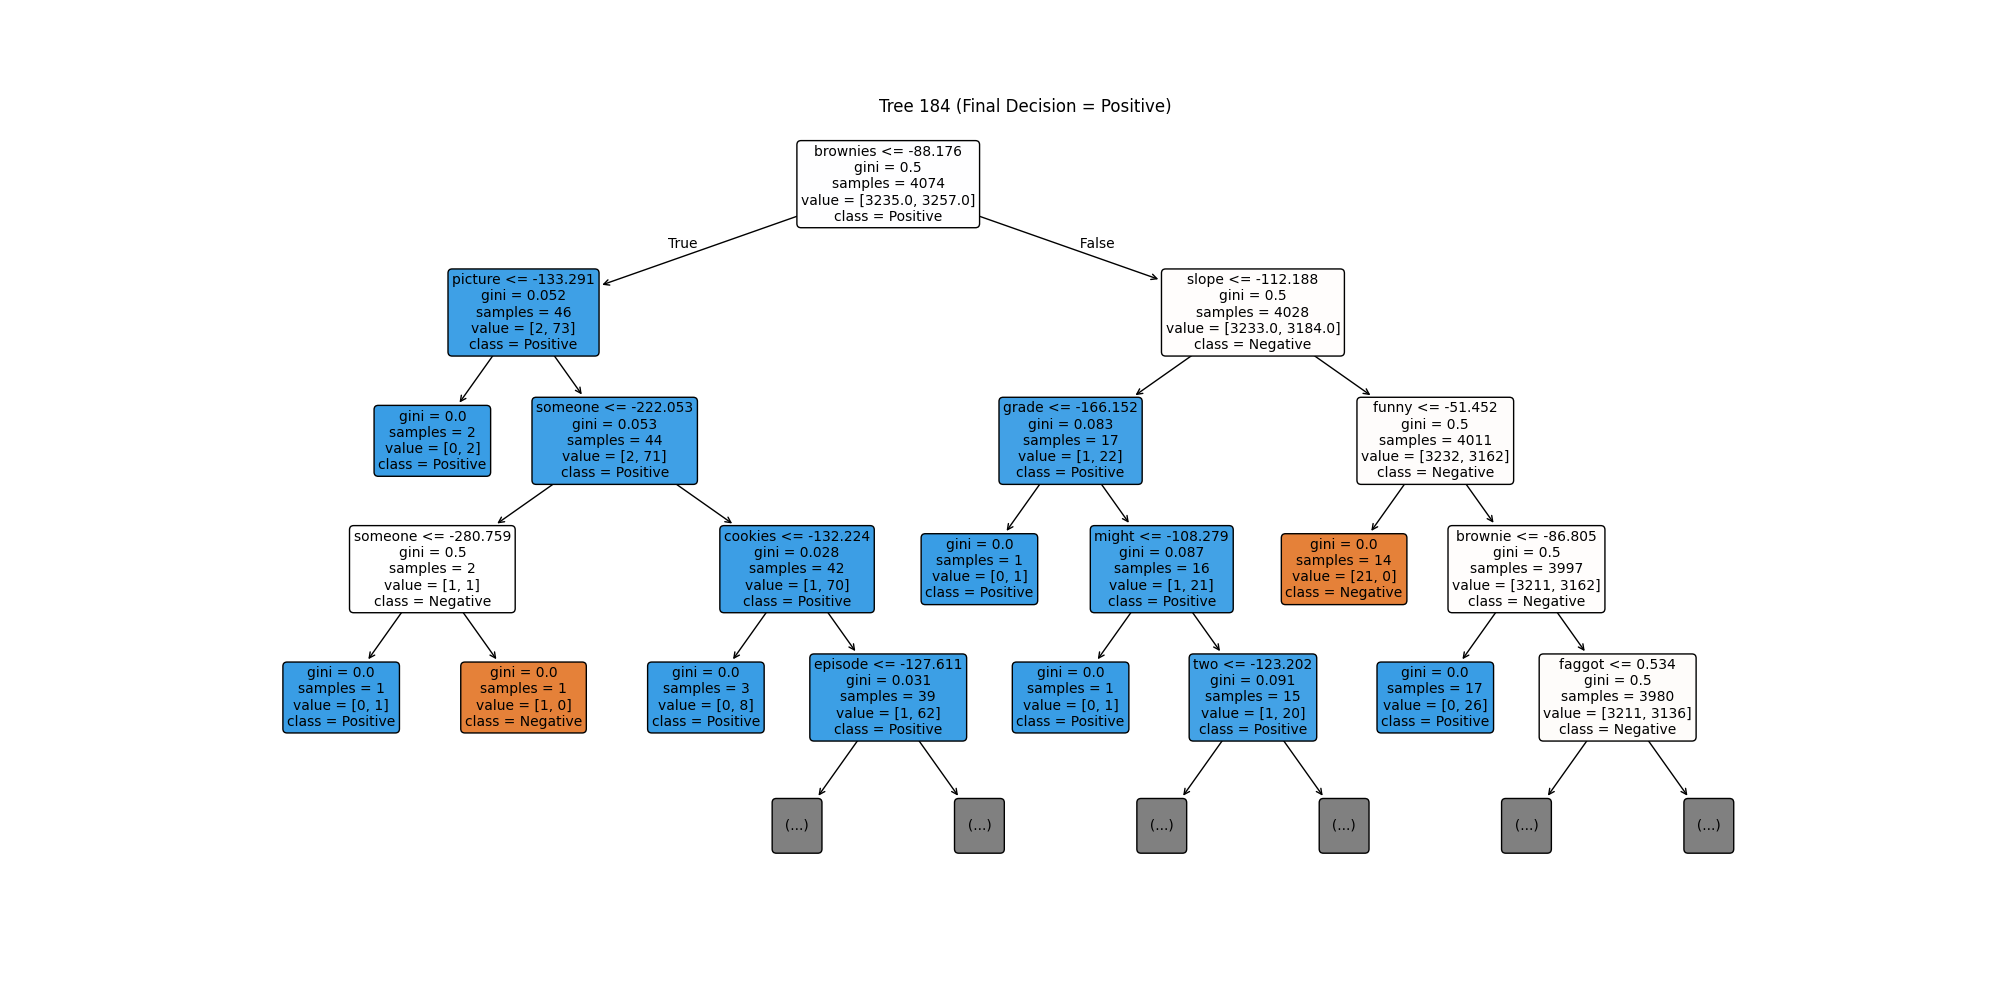 Tree 184 (Final Decision = Positive)
brownies <= -88.176
gini = 0.5
samples = 4074
value = [3235.0, 3257.0]
class = Positive
True
False
picture <= -133.291
gini = 0.052
samples = 46
value = [2, 73]
class = Positive
slope <= -112.188
gini = 0.5
samples = 4028
value = [3233.0, 3184.0]
class = Negative
gini = 0.0
samples = 2
value = [0, 2]
class = Positive
someone <= -222.053
gini = 0.053
samples = 44
value = [2, 71]
class = Positive
grade <= -166.152
gini = 0.083
samples = 17
value = [1, 22]
class = Positive
funny <= -51.452
gini = 0.5
samples = 4011
value = [3232, 3162]
class = Negative
someone <= -280.759
gini = 0.5
samples = 2
value = [1, 1]
class = Negative
cookies <= -132.224
gini = 0.028
samples = 42
value = [1, 70]
class = Positive
gini = 0.0
samples = 1
value = [0, 1]
class = Positive
might <= -108.279
gini = 0.087
samples = 16
value = [1, 21]
class = Positive
gini = 0.0
samples = 14
value = [21, 0]
class = Negative
brownie <= -86.805
gini = 0.5
samples = 3997
value = [3211, 3162]
class = Negative
gini = 0.0
samples = 1
value = [0, 1]
class = Positive
gini = 0.0
samples = 1
value = [1, 0]
class = Negative
gini = 0.0
samples = 3
value = [0, 8]
class = Positive
episode <= -127.611
gini = 0.031
samples = 39
value = [1, 62]
class = Positive
gini = 0.0
samples = 1
value = [0, 1]
class = Positive
two <= -123.202
gini = 0.091
samples = 15
value = [1, 20]
class = Positive
gini = 0.0
samples = 17
value = [0, 26]
class = Positive
faggot <= 0.534
gini = 0.5
samples = 3980
value = [3211, 3136]
class = Negative
(...)
(...)
(...)
(...)
(...)
(...)